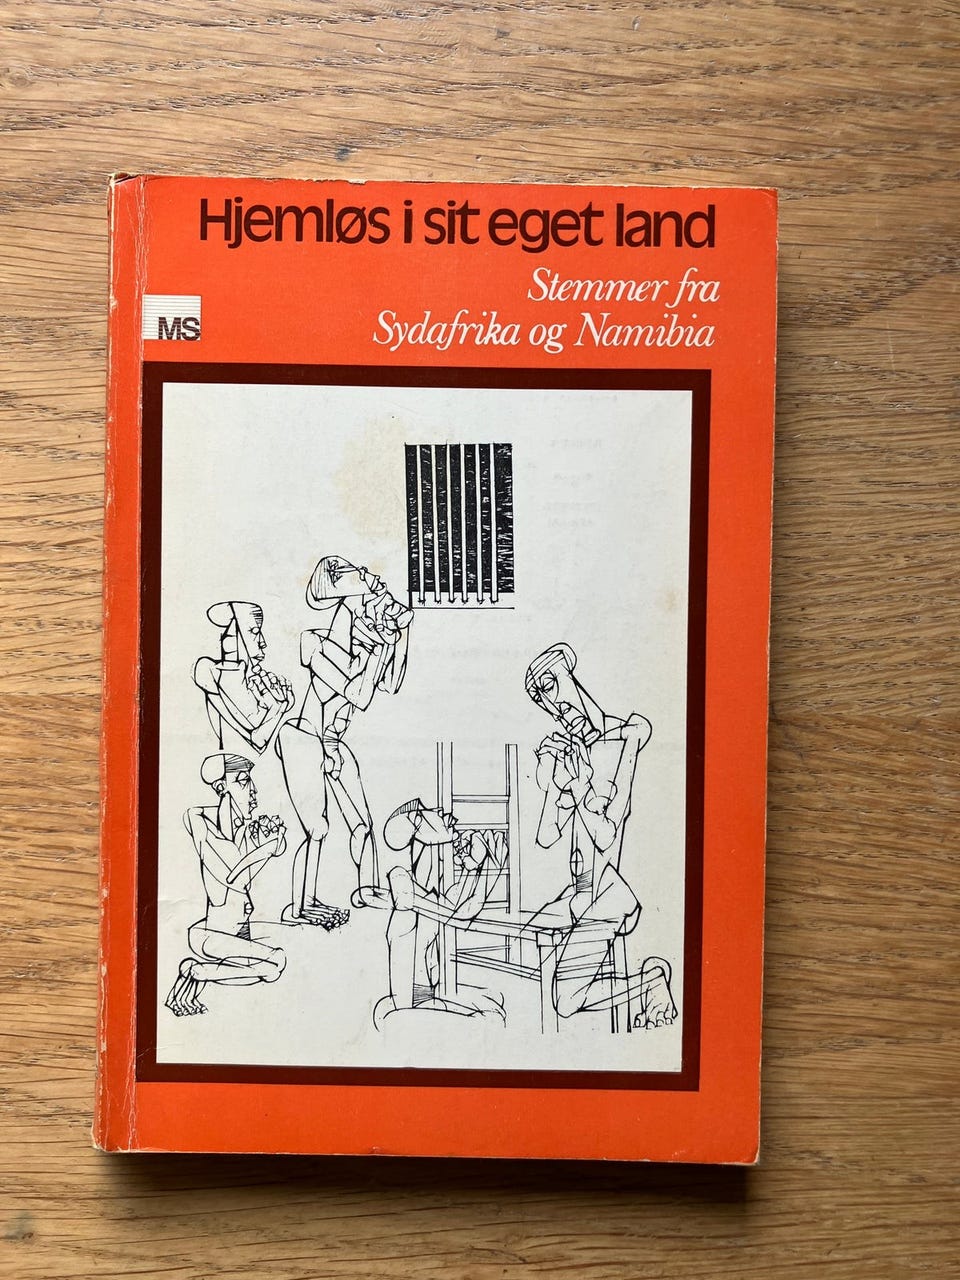 Hjemløs i sit eget land
Stemmer fra
Sydafrika og Namibia
MS